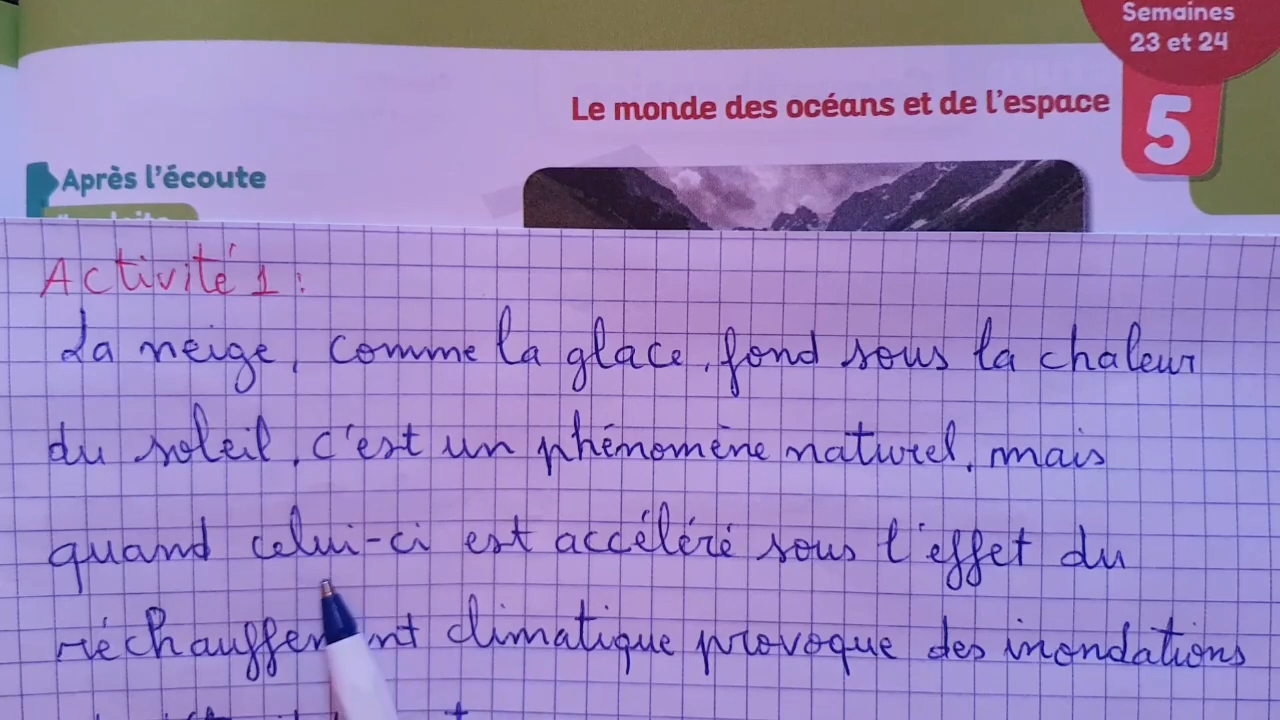 Semaines
23 et 24
Le monde des océans et de l'espace
5
Après l'écoute
Activité 1 :
La neige, comme la glace, fond sous la chaleur
du soleil, c'est un phénomène naturel, mais
quand celui-ci est accéléré sous l'effet du
réchauffement climatique provoque des inondations